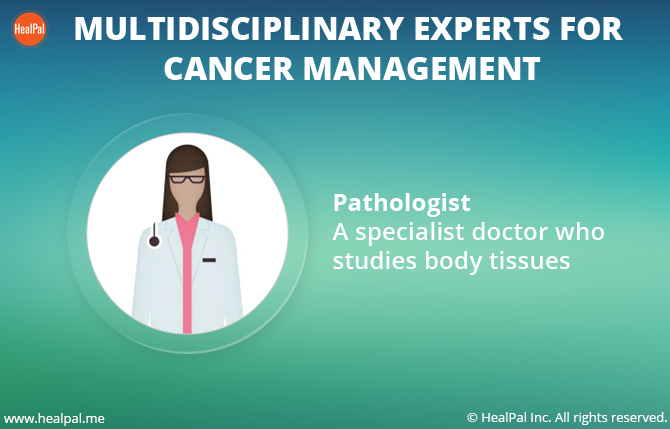 HealPal
MULTIDISCIPLINARY EXPERTS FOR
CANCER MANAGEMENT
Pathologist
A specialist doctor who
studies body tissues
www.healpal.me
© HealPal Inc. All rights reserved.